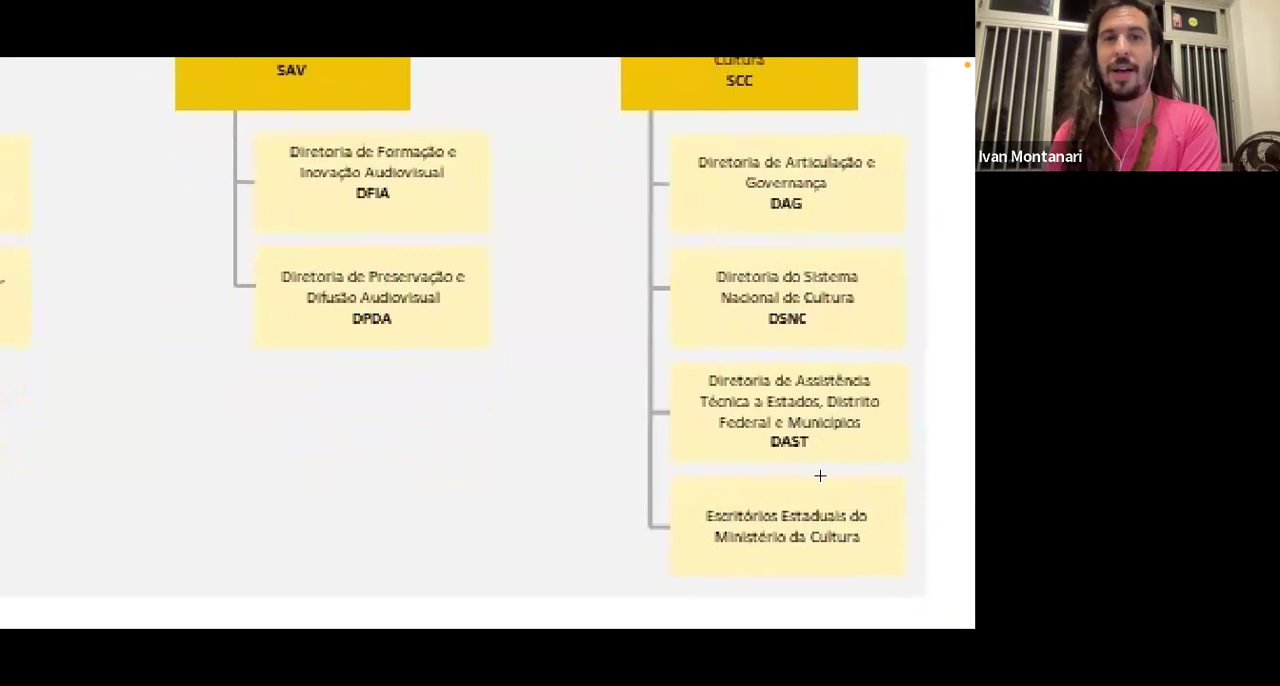 SAV
Diretoria de Formação e
Inovação Audiovisual
DFIA
Diretoria de Preservação e
Difusão Audiovisual
DPDA
Cultura
SCC
Diretoria de Articulação e
Governança
DAG
Diretoria do Sistema
Nacional de Cultura
DSNC
Diretoria de Assistência
Técnica a Estados, Distrito
Federal e Municípios
DAST
Escritórios Estaduais do
Ministério da Cultura
Ivan Montanari